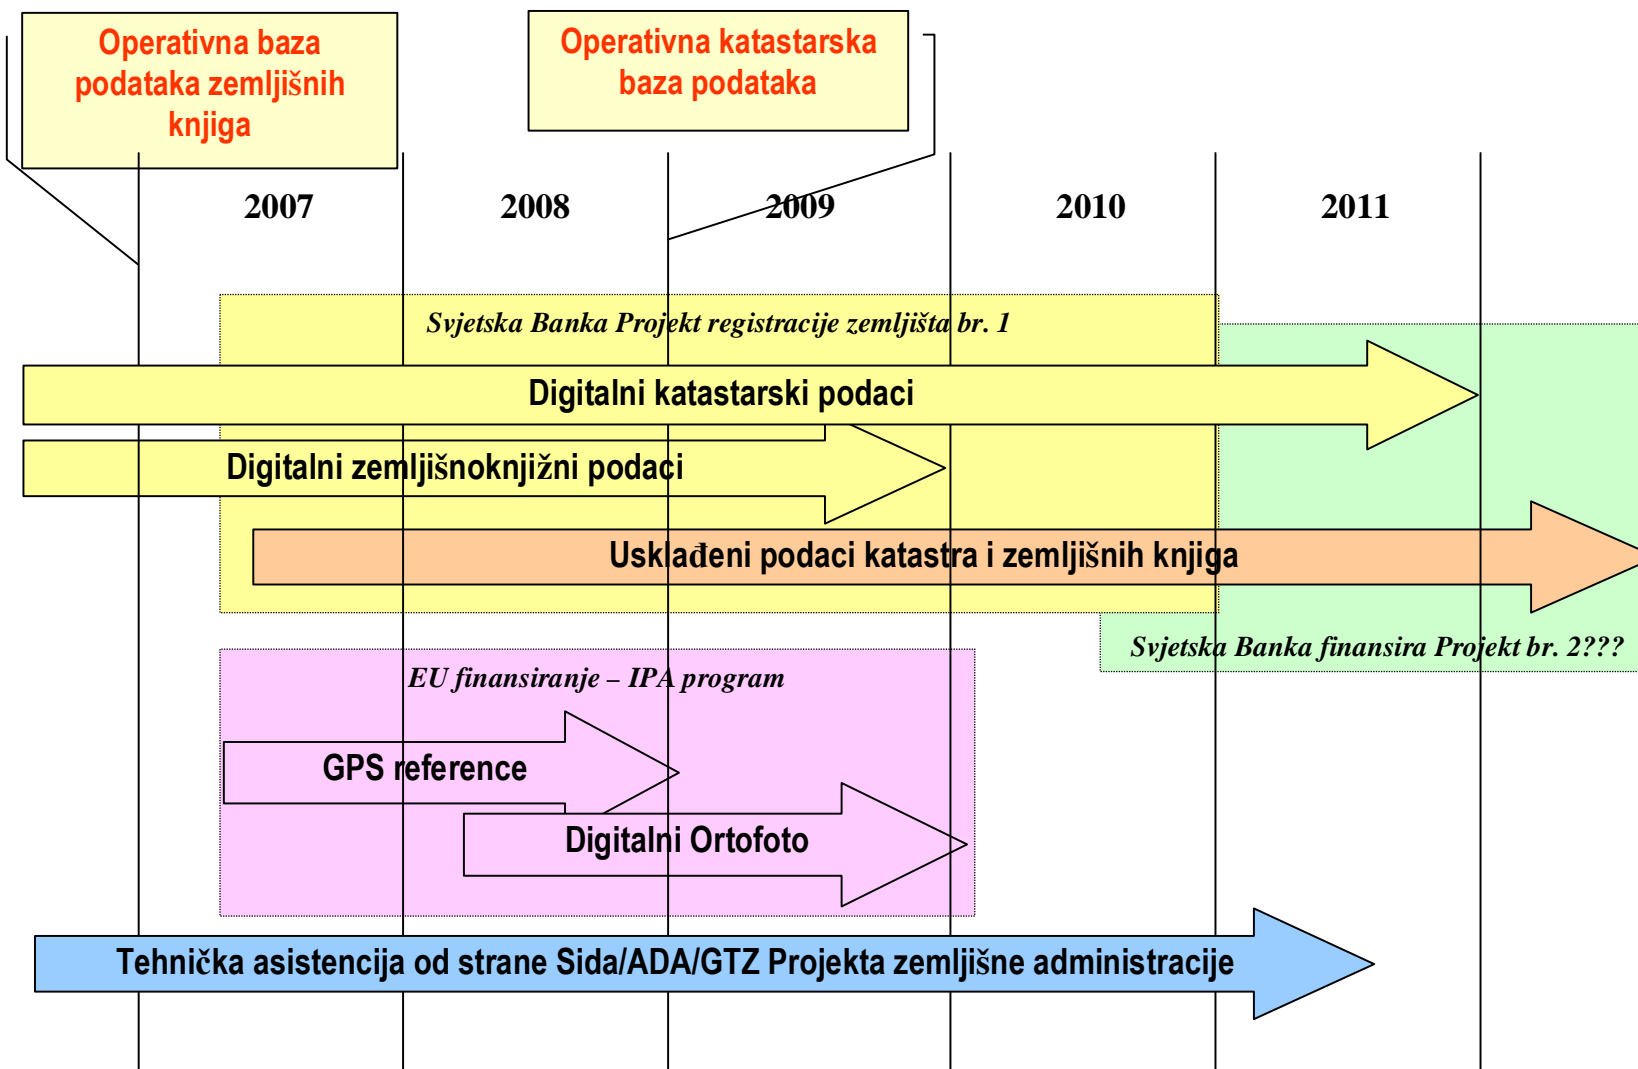 Operativna baza
podataka zemljišnih
knjiga
Operativna katastarska
baza podataka
2007
2008
2009
2010
2011
Svjetska Banka Projekt registracije zemljišta br. 1
Digitalni katastarski podaci
Digitalni zemljišnoknjižni podaci
Usklađeni podaci katastra i zemljišnih knjiga
Svjetska Banka finansira Projekt br. 2???
EU finansiranje – IPA program
GPS reference
Digitalni Ortofoto
Tehnička asistencija od strane Sida/ADA/GTZ Projekta zemljišne administracije